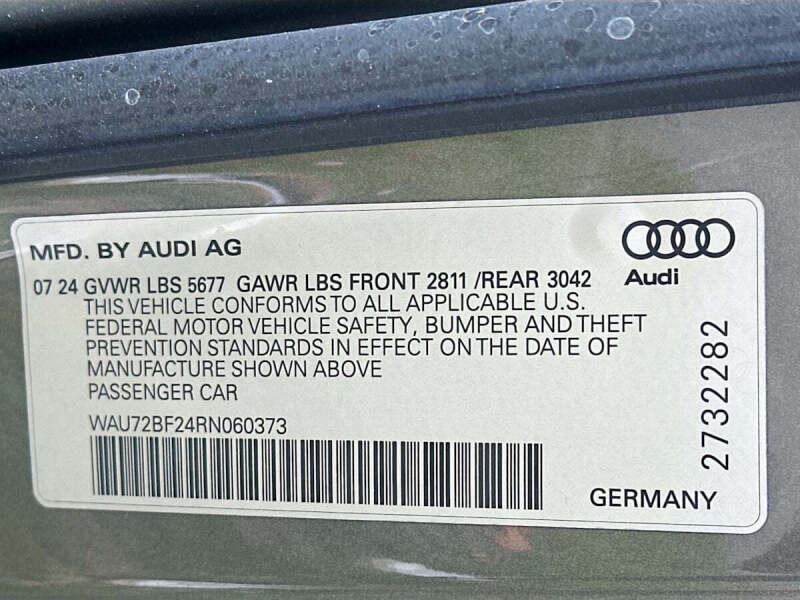 MFD. BY AUDI AG
Audi
07 24 GVWR LBS 5677 GAWR LBS FRONT 2811 /REAR 3042
THIS VEHICLE CONFORMS TO ALL APPLICABLE U.S.
FEDERAL MOTOR VEHICLE SAFETY, BUMPER AND THEFT
PREVENTION STANDARDS IN EFFECT ON THE DATE OF
MANUFACTURE SHOWN ABOVE
PASSENGER CAR
WAU72BF24RN060373
2732282
GERMANY